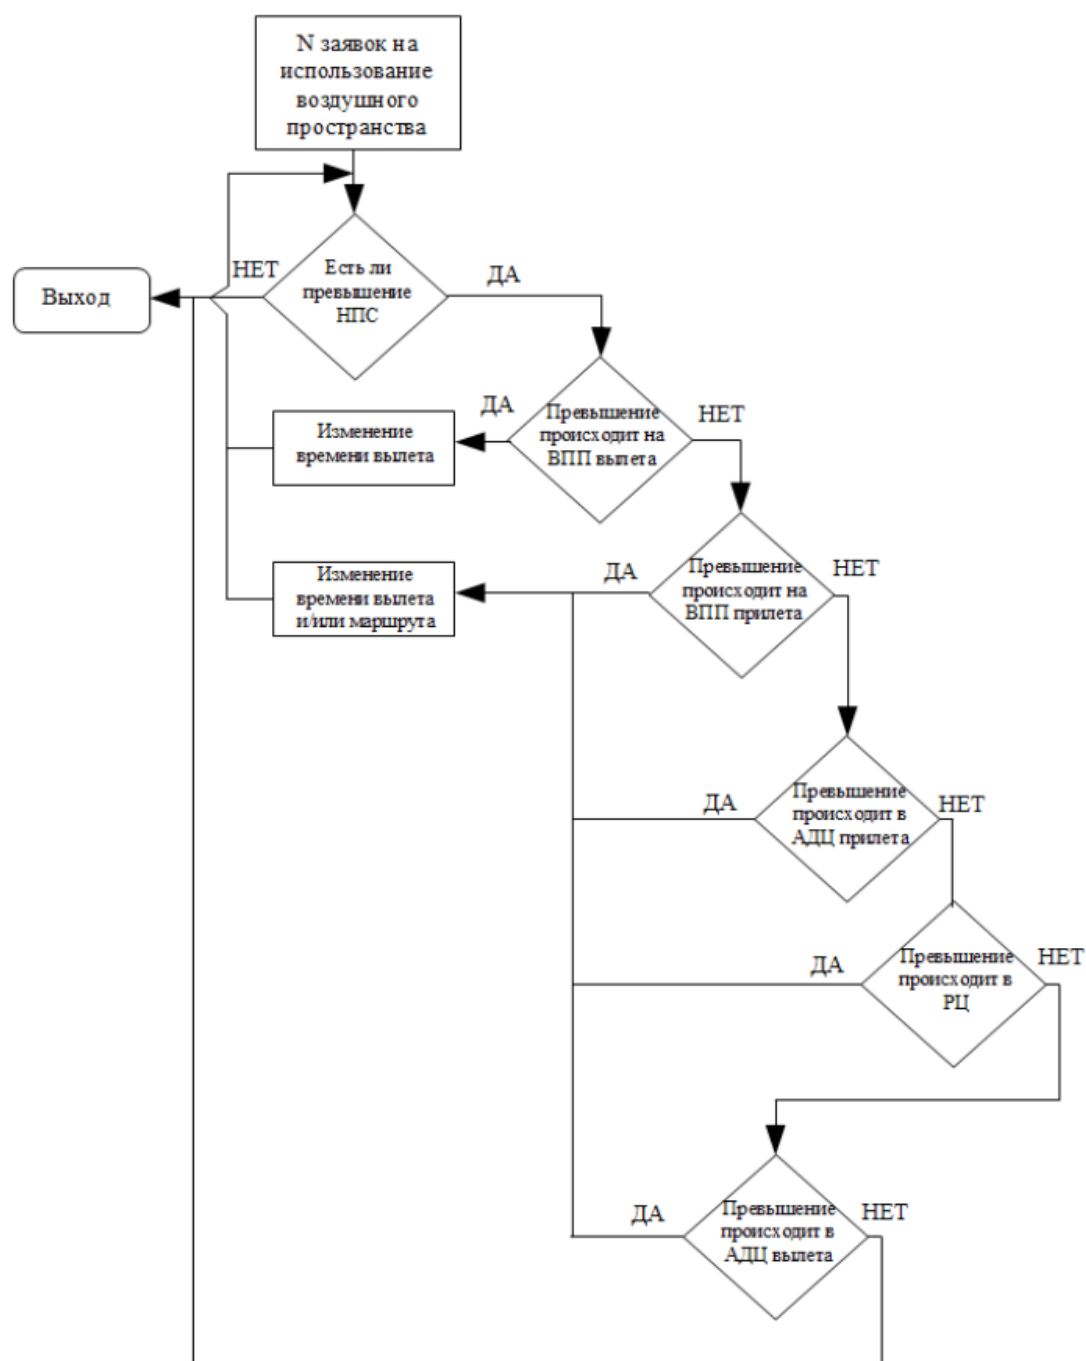 N заявок на
использование
воздушного
пространства
НЕТ
Есть ли
превышение
НПС
ДА
Выход
Изменение
времени вылета
ДА
Превышение
происходит на
ВПП вылета
НЕТ
Изменение
времени вылета
и/или маршрута
ДА
Превышение
происходит на
ВПП прилета
НЕТ
ДА
Превышение
происходит в
АДЦ прилета
НЕТ
ДА
Превышение
происходит в
РЦ
НЕТ
ДА
Превышение
происходит в
АДЦ вылета
НЕТ